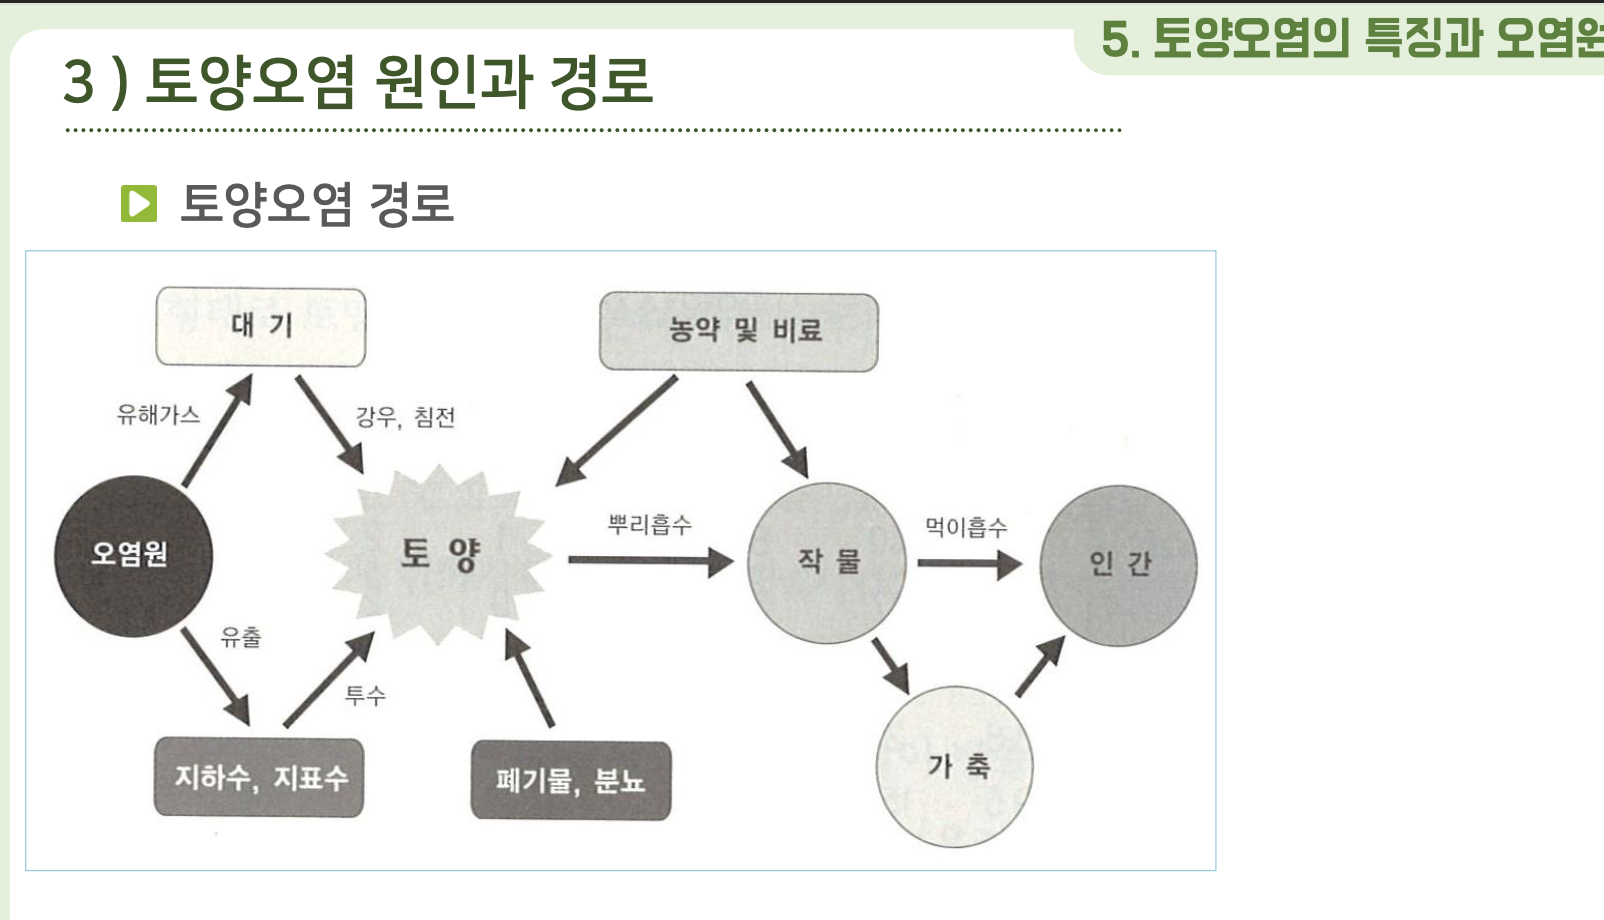 5. 토양오염의 특징과 오염원
3 ) 토양오염 원인과 경로
토양오염 경로
대 기
농약 및 비료
유해가스
강우, 침전
오염원
토 양
뿌리흡수
작 물
먹이흡수
인 간
유출
투수
지하수, 지표수
폐기물, 분뇨
가 축